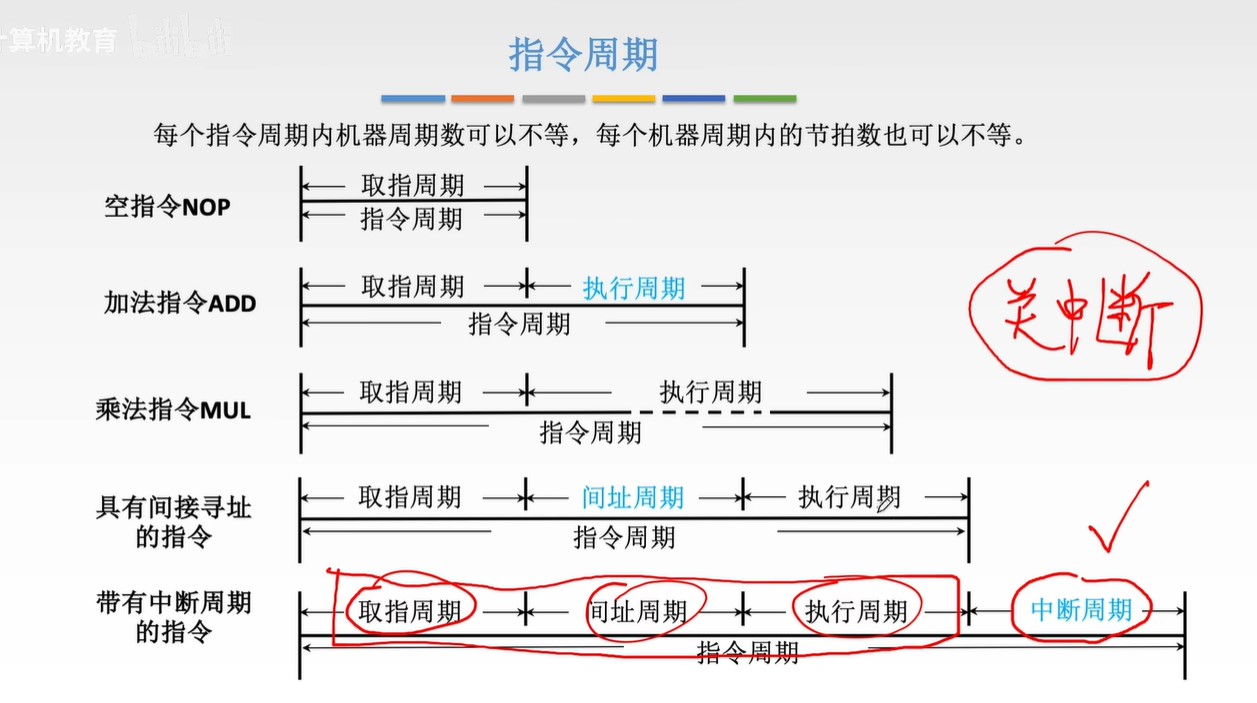 计算机教育
指令周期
每个指令周期内机器周期数可以不等，每个机器周期内的节拍数也可以不等。
空指令NOP
取指周期
指令周期
加法指令ADD
取指周期 执行周期
指令周期
关中断
乘法指令MUL
取指周期 执行周期
指令周期
具有间接寻址
的指令
取指周期 间址周期 执行周期
指令周期
带有中断周期
的指令
取指周期 间址周期 执行周期 中断周期
指令周期